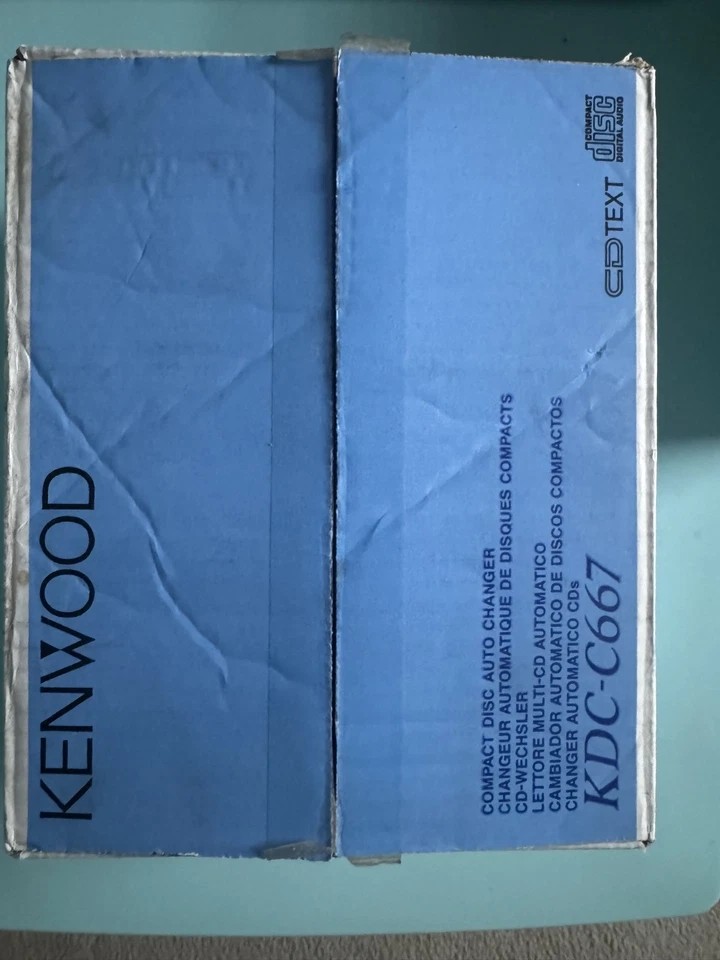 KENWOOD
COMPACT
disc
DIGITAL AUDIO
CD TEXT
COMPACT DISC AUTO CHANGER
CHANGEUR AUTOMATIQUE DE DISQUES COMPACTS
CD-WECHSLER
LETTORE MULTI-CD AUTOMATICO
CAMBIADOR AUTOMATICO DE DISCOS COMPACTOS
CHANGER AUTOMATICO CDs
KDC-C667